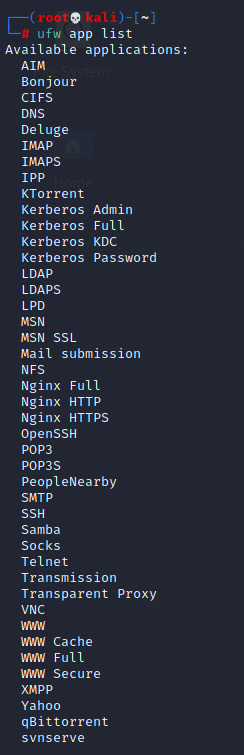 ┌──(root💀kali)-[~]
└─# ufw app list
Available applications:
  AIM
  Bonjour
  CIFS
  DNS
  Deluge
  IMAP
  IMAPS
  IPP
  KTorrent
  Kerberos Admin
  Kerberos Full
  Kerberos KDC
  Kerberos Password
  LDAP
  LDAPS
  LPD
  MSN
  MSN SSL
  Mail submission
  NFS
  Nginx Full
  Nginx HTTP
  Nginx HTTPS
  OpenSSH
  POP3
  POP3S
  PeopleNearby
  SMTP
  SSH
  Samba
  Socks
  Telnet
  Transmission
  Transparent Proxy
  VNC
  WWW
  WWW Cache
  WWW Full
  WWW Secure
  XMPP
  Yahoo
  qBittorrent
  svnserve
File System
Home